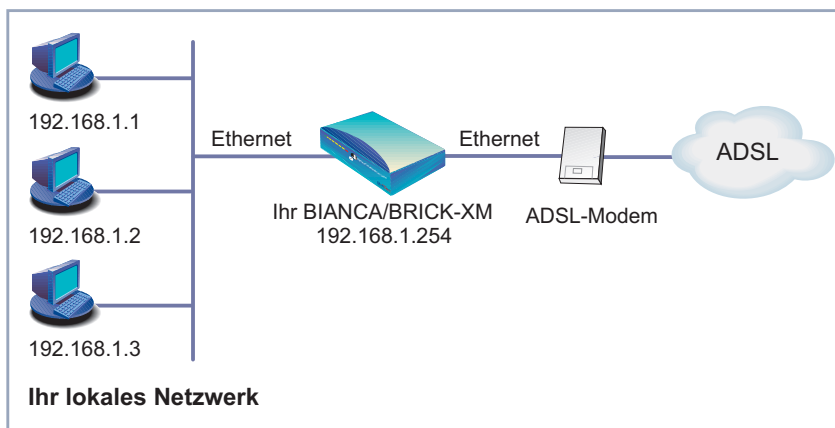 192.168.1.1
Ethernet
Ethernet
ADSL
192.168.1.2
Ihr BIANCA/BRICK-XM
192.168.1.254
ADSL-Modem
192.168.1.3
Ihr lokales Netzwerk